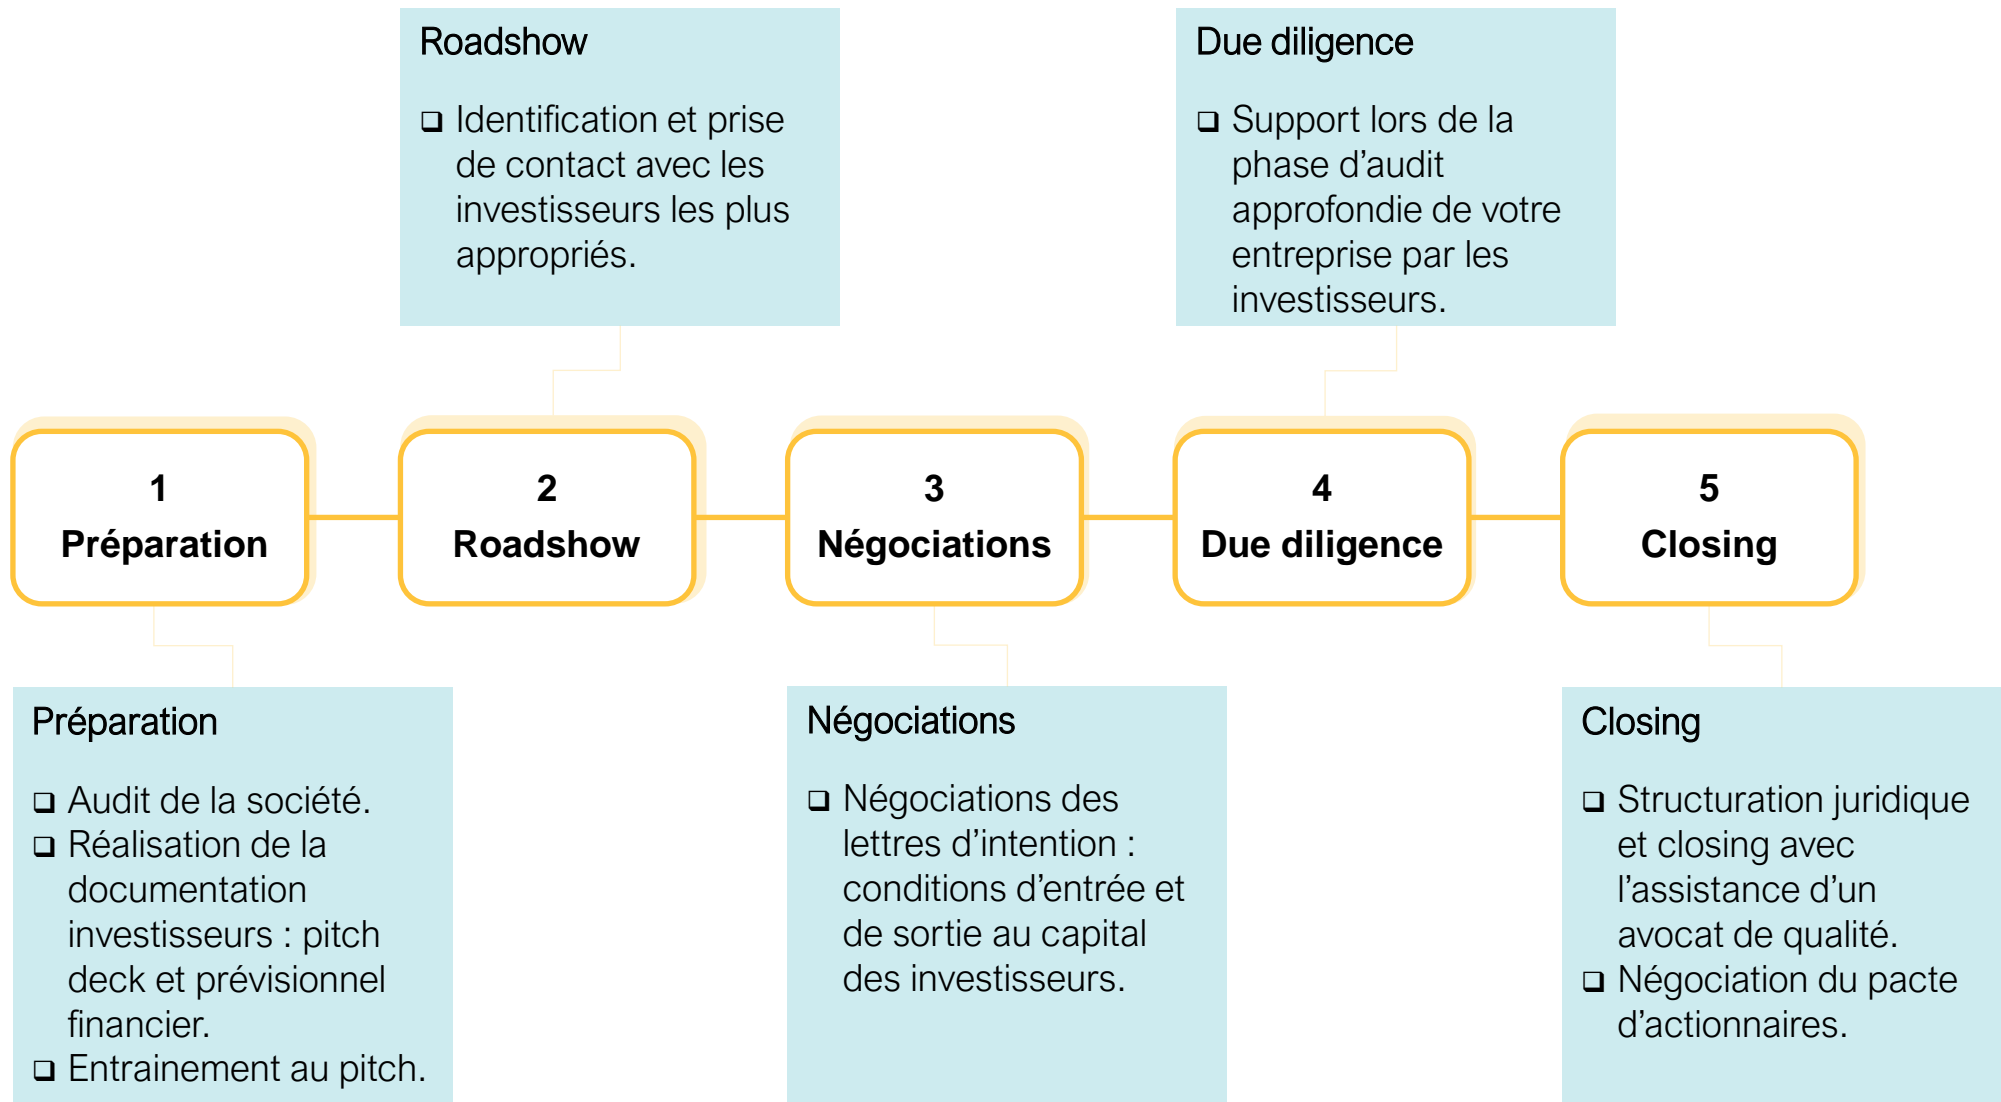 Roadshow
❑ Identification et prise
de contact avec les
investisseurs les plus
appropriés.
Due diligence
❑ Support lors de la
phase d’audit
approfondie de votre
entreprise par les
investisseurs.
1
Préparation
2
Roadshow
3
Négociations
4
Due diligence
5
Closing
Préparation
❑ Audit de la société.
❑ Réalisation de la
documentation
investisseurs : pitch
deck et prévisionnel
financier.
❑ Entrainement au pitch.
Négociations
❑ Négociations des
lettres d’intention :
conditions d’entrée et
de sortie au capital
des investisseurs.
Closing
❑ Structuration juridique
et closing avec
l’assistance d’un
avocat de qualité.
❑ Négociation du pacte
d’actionnaires.